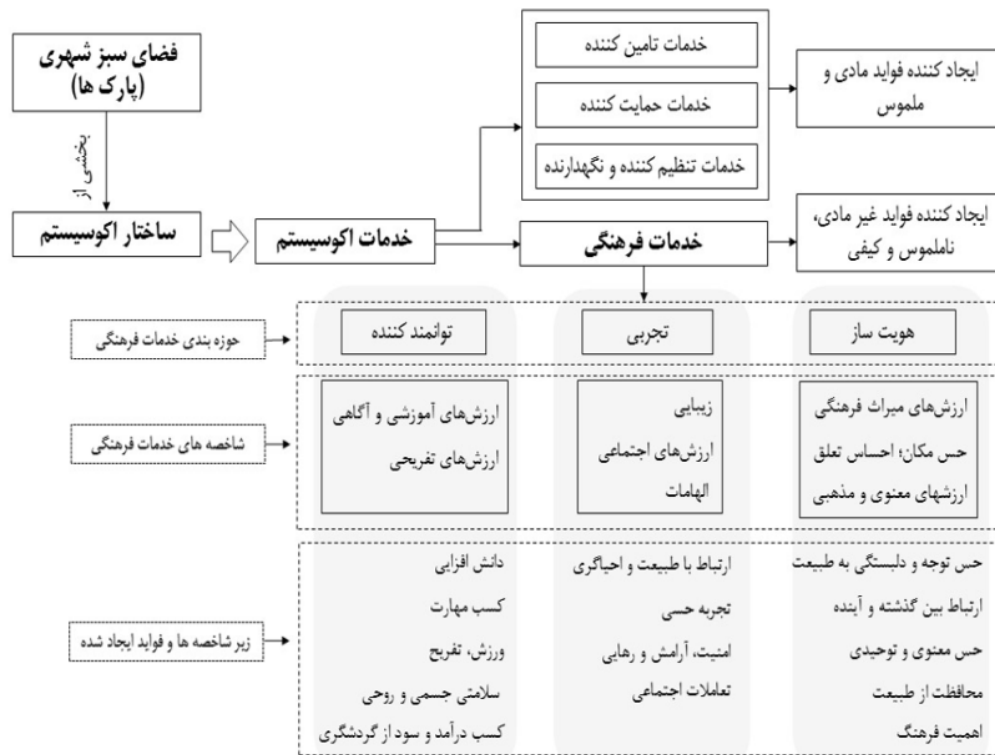 فضای سبز شهری
(پارک ها)
بخشی از
ساختار اکوسیستم
خدمات اکوسیستم
خدمات تامین کننده
خدمات حمایت کننده
خدمات تنظیم کننده و نگهدارنده
ایجاد کننده فواید مادی و
ملموس
خدمات فرهنگی
ایجاد کننده فواید غیر مادی،
ناملموس و کیفی
حوزه بندی خدمات فرهنگی
هویت ساز
تجربی
توانمند کننده
شاخصه های خدمات فرهنگی
ارزش‌های میراث فرهنگی
حس مکان؛ احساس تعلق
ارزشهای معنوی و مذهبی
زیبایی
ارزش‌های اجتماعی
الهامات
ارزش‌های آموزشی و آگاهی
ارزش‌های تفریحی
زیر شاخصه ها و فواید ایجاد شده
حس توجه و دلبستگی به طبیعت
ارتباط بین گذشته و آینده
حس معنوی و توحیدی
محافظت از طبیعت
اهمیت فرهنگ
ارتباط با طبیعت و احیاگری
تجربه حسی
امنیت، آرامش و رهایی
تعاملات اجتماعی
دانش افزایی
کسب مهارت
ورزش، تفریح
سلامتی جسمی و روحی
کسب درآمد و سود از گردشگری